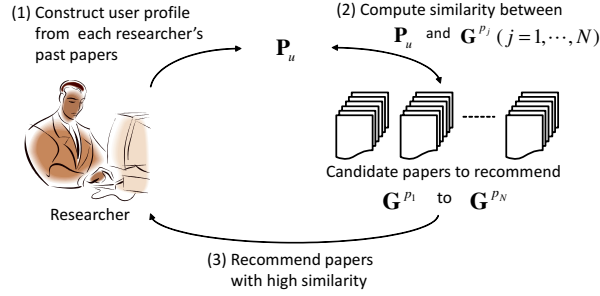 (1) Construct user profile
from each researcher's
past papers
(2) Compute similarity between
P_u and G^{p_j} (j=1,⋯,N)
P_u
Candidate papers to recommend
G^{p_1} to G^{p_N}
Researcher
(3) Recommend papers
with high similarity